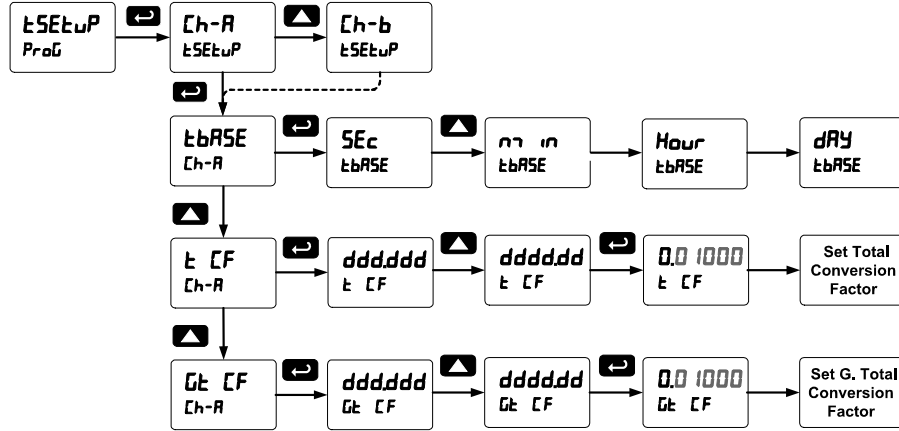 tSEtuP
ProG
Ch-A
tSEtuP
Ch-b
tSEtuP
tbASE
Ch-A
SEc
tbASE
min
tbASE
Hour
tbASE
dAY
tbASE
t CF
Ch-A
ddd.ddd
t CF
dddd.dd
t CF
0.01000
t CF
Set Total
Conversion
Factor
Gt CF
Ch-A
ddd.ddd
Gt CF
dddd.dd
Gt CF
0.01000
Gt CF
Set G. Total
Conversion
Factor